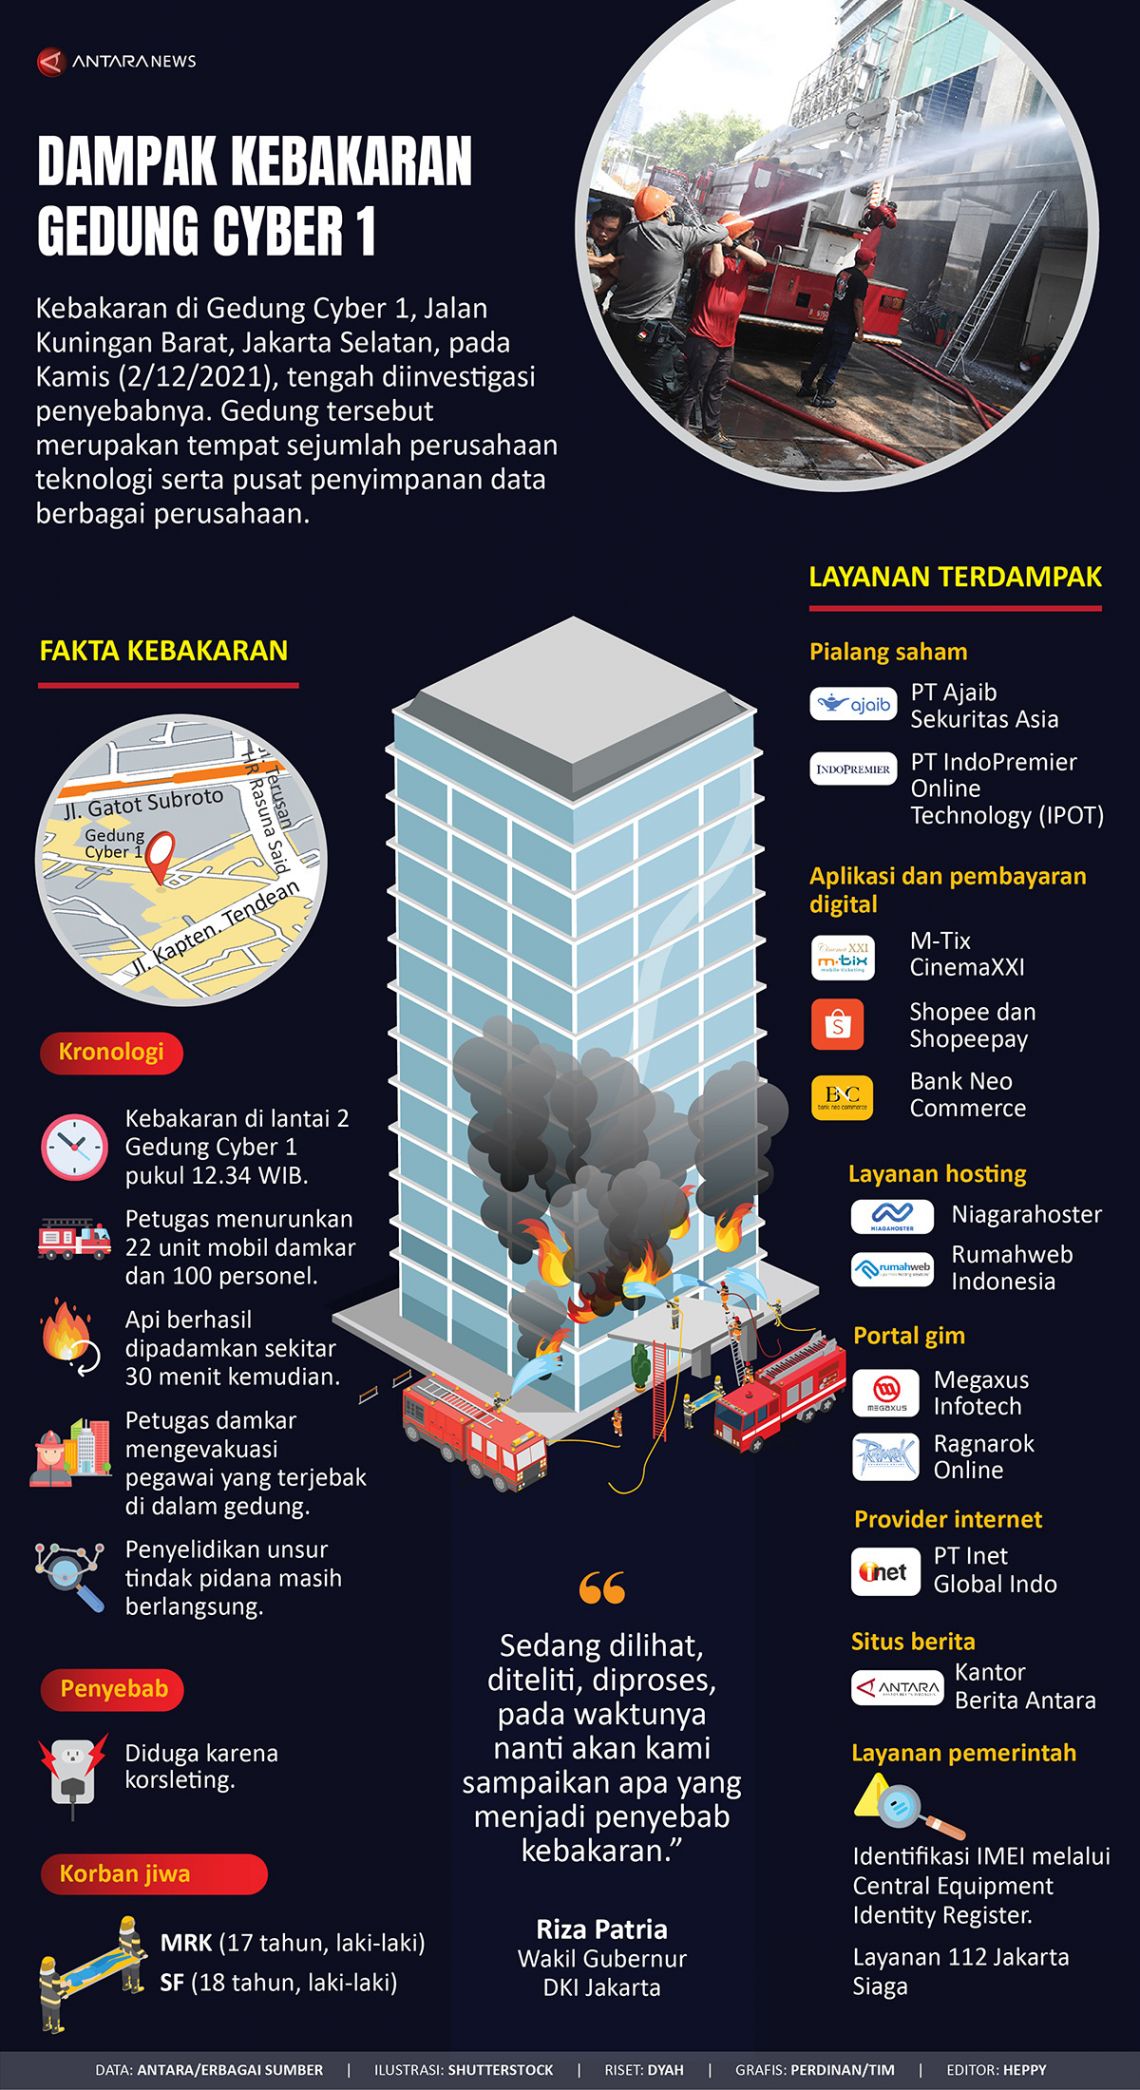 ANTARANEWS
DAMPAK KEBAKARAN
GEDUNG CYBER 1
Kebakaran di Gedung Cyber 1, Jalan
Kuningan Barat, Jakarta Selatan, pada
Kamis (2/12/2021), tengah diinvestigasi
penyebabnya. Gedung tersebut
merupakan tempat sejumlah perusahaan
teknologi serta pusat penyimpanan data
berbagai perusahaan.
FAKTA KEBAKARAN
Jl. Gatot Subroto
Jl. Terusan
HR Rasuna Said
Gedung
Cyber 1
Jl. Kapten. Tendean
Kronologi
Kebakaran di lantai 2
Gedung Cyber 1
pukul 12.34 WIB.
Petugas menurunkan
22 unit mobil damkar
dan 100 personel.
Api berhasil
dipadamkan sekitar
30 menit kemudian.
Petugas damkar
mengevakuasi
pegawai yang terjebak
di dalam gedung.
Penyelidikan unsur
tindak pidana masih
berlangsung.
Penyebab
Diduga karena
korsleting.
Korban jiwa
MRK (17 tahun, laki-laki)
SF (18 tahun, laki-laki)
“
Sedang dilihat,
diteliti, diproses,
pada waktunya
nanti akan kami
sampaikan apa yang
menjadi penyebab
kebakaran.”
Riza Patria
Wakil Gubernur
DKI Jakarta
LAYANAN TERDAMPAK
Pialang saham
ajaib
PT Ajaib
Sekuritas Asia
INDOPREMIER
PT IndoPremier
Online
Technology (IPOT)
Aplikasi dan pembayaran
digital
Cinema XXI
m·tix
mobile ticketing
M-Tix
CinemaXXI
S
Shopee dan
Shopeepay
BNC
bank neo commerce
Bank Neo
Commerce
Layanan hosting
NIAGAHOSTER
Niagarahoster
rumahweb
Rumahweb
Indonesia
Portal gim
MEGAXUS
Megaxus
Infotech
Ragnarok
Online
Provider internet
inet
PT Inet
Global Indo
Situs berita
ANTARA
Kantor
Berita Antara
Layanan pemerintah
Identifikasi IMEI melalui
Central Equipment
Identity Register.
Layanan 112 Jakarta
Siaga
DATA: ANTARA/ERBAGAI SUMBER | ILUSTRASI: SHUTTERSTOCK | RISET: DYAH | GRAFIS: PERDINAN/TIM | EDITOR: HEPPY